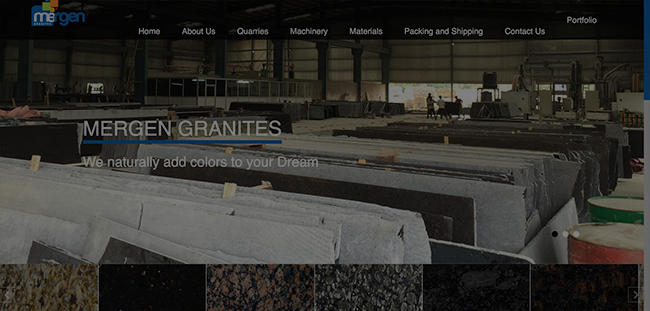 mergen
GRANITES
Portfolio
Home About Us Quarries Machinery Materials Packing and Shipping Contact Us
MERGEN GRANITES
We naturally add colors to your Dream